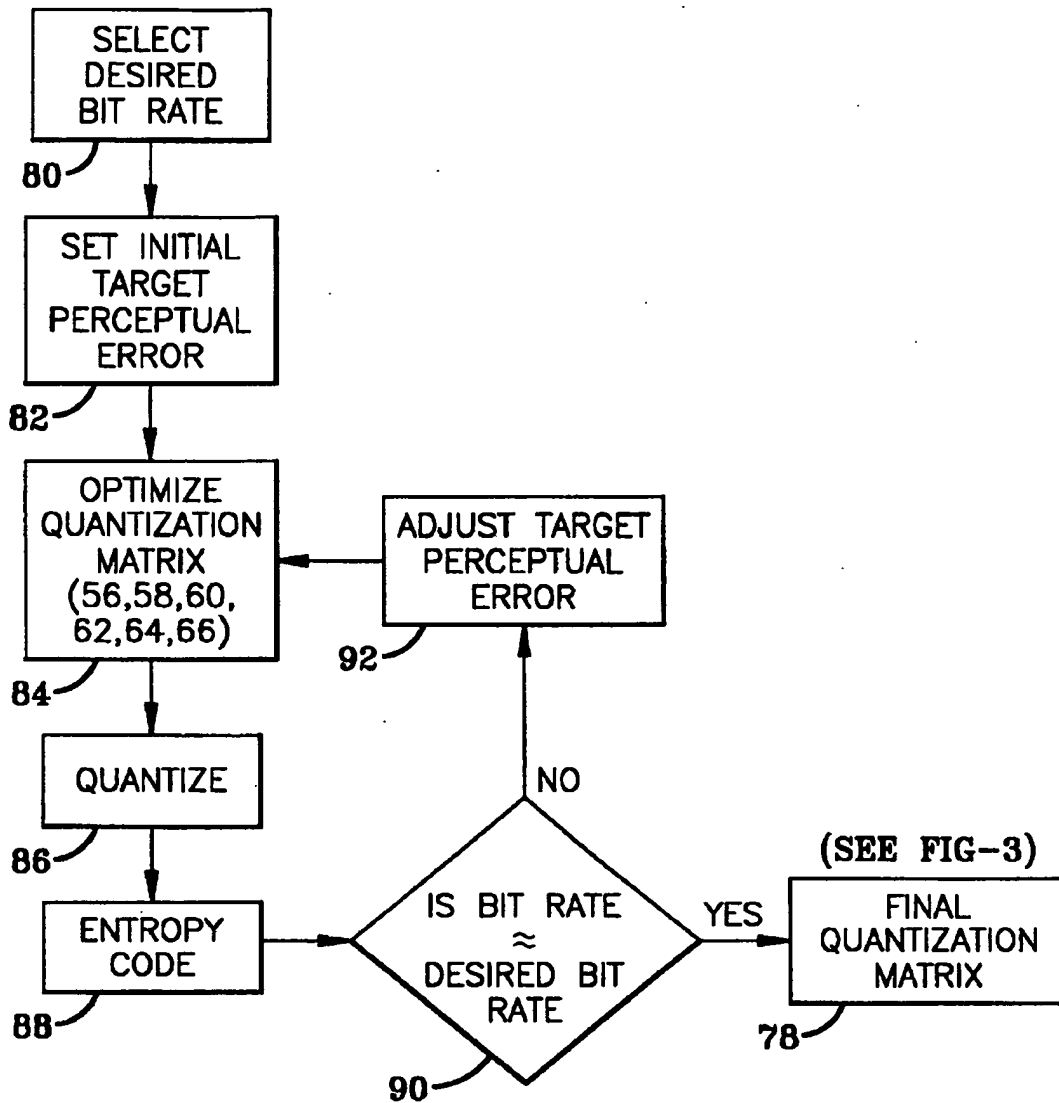 SELECT
DESIRED
BIT RATE
80
SET INITIAL
TARGET
PERCEPTUAL
ERROR
82
OPTIMIZE
QUANTIZATION
MATRIX
(56,58,60,
62,64,66)
84
ADJUST TARGET
PERCEPTUAL
ERROR
92
QUANTIZE
86
ENTROPY
CODE
88
NO
IS BIT RATE
≈
DESIRED BIT
RATE
90
YES
(SEE FIG-3)
FINAL
QUANTIZATION
MATRIX
78